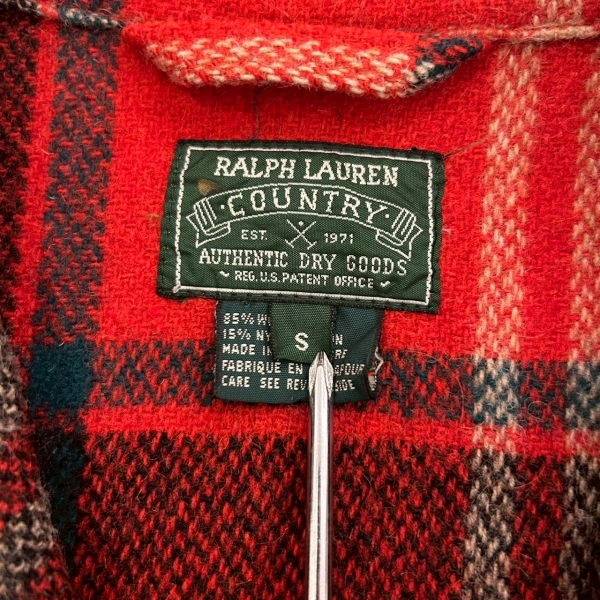 RALPH LAUREN
COUNTRY
EST. 1971
AUTHENTIC DRY GOODS
REG. U.S. PATENT OFFICE
S
85%
15%
MADE IN
FABRIQUE EN
CARE SEE